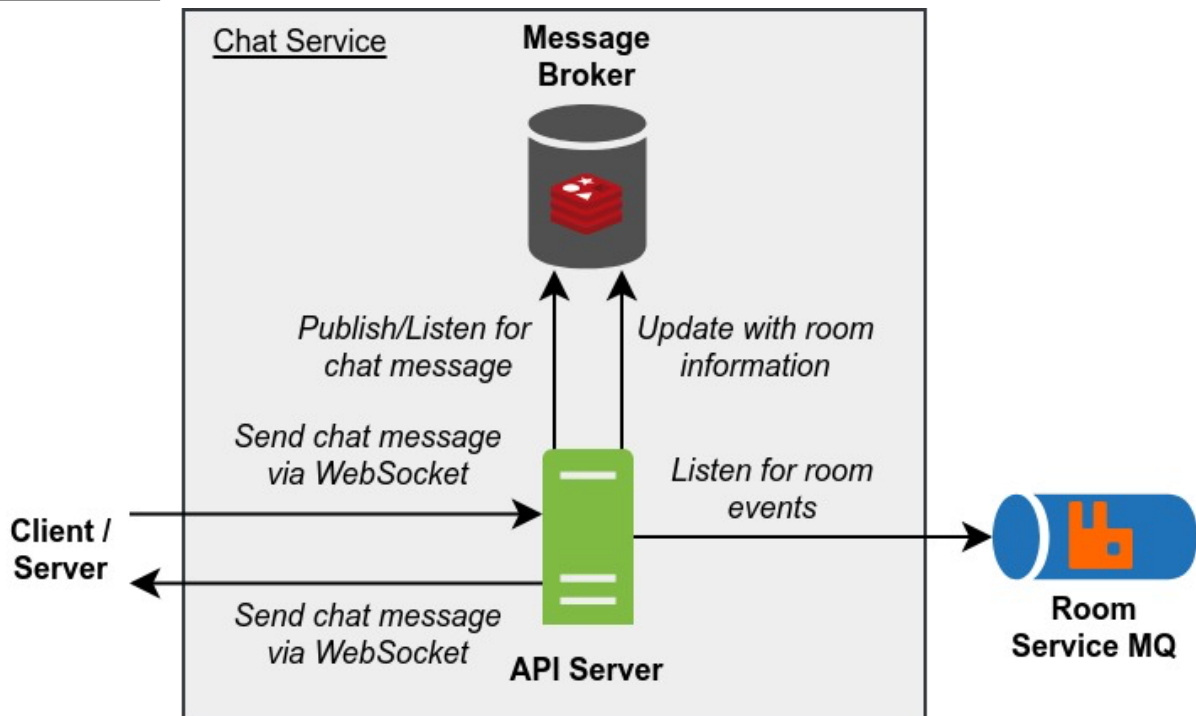 Chat Service
Message
Broker
Publish/Listen for
chat message
Update with room
information
Send chat message
via WebSocket
Listen for room
events
Client /
Server
Send chat message
via WebSocket
API Server
Room
Service MQ